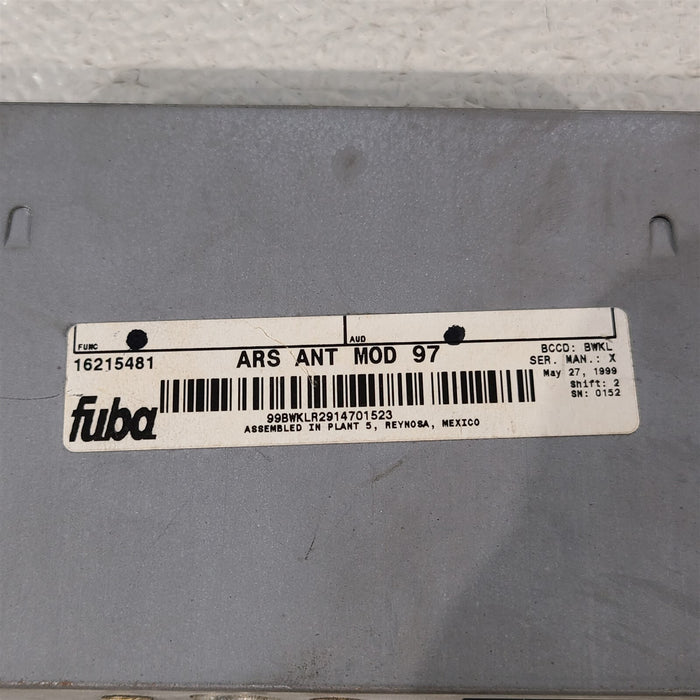 FUNC AUD
16215481 ARS ANT MOD 97 BCCD: BWKL
SER. MAN.: X
May 27, 1999
Shift: 2
SN: 0152
fuba
99BWKLR2914701523
ASSEMBLED IN PLANT 5, REYNOSA, MEXICO